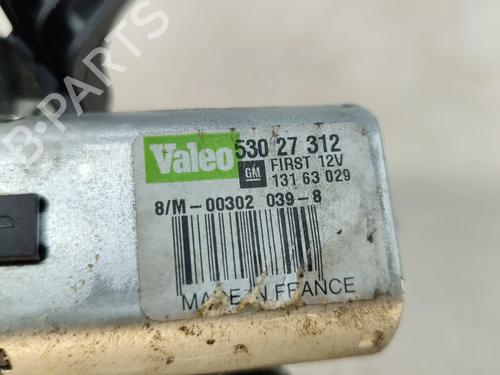 B-PARTS
Valeo 530 27 312
GM FIRST 12V
131 63 029
8/M-00302 039-8
MADE IN FRANCE